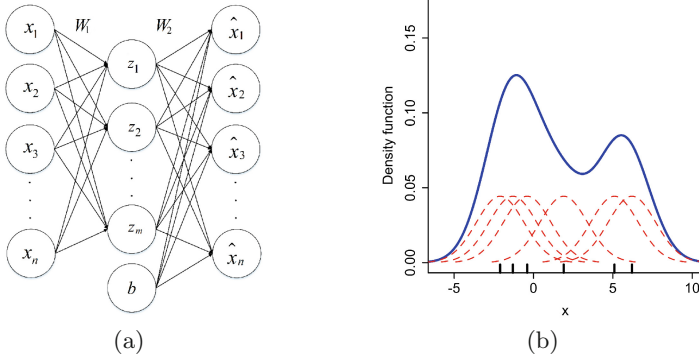 W₁ W₂
x₁ x̂₁
z₁
x₂ x̂₂
z₂
x₃ x̂₃
zₘ
xₙ x̂ₙ
b
(a)
Density function
0.15
0.10
0.05
0.00
-5 0 5 10
x
(b)